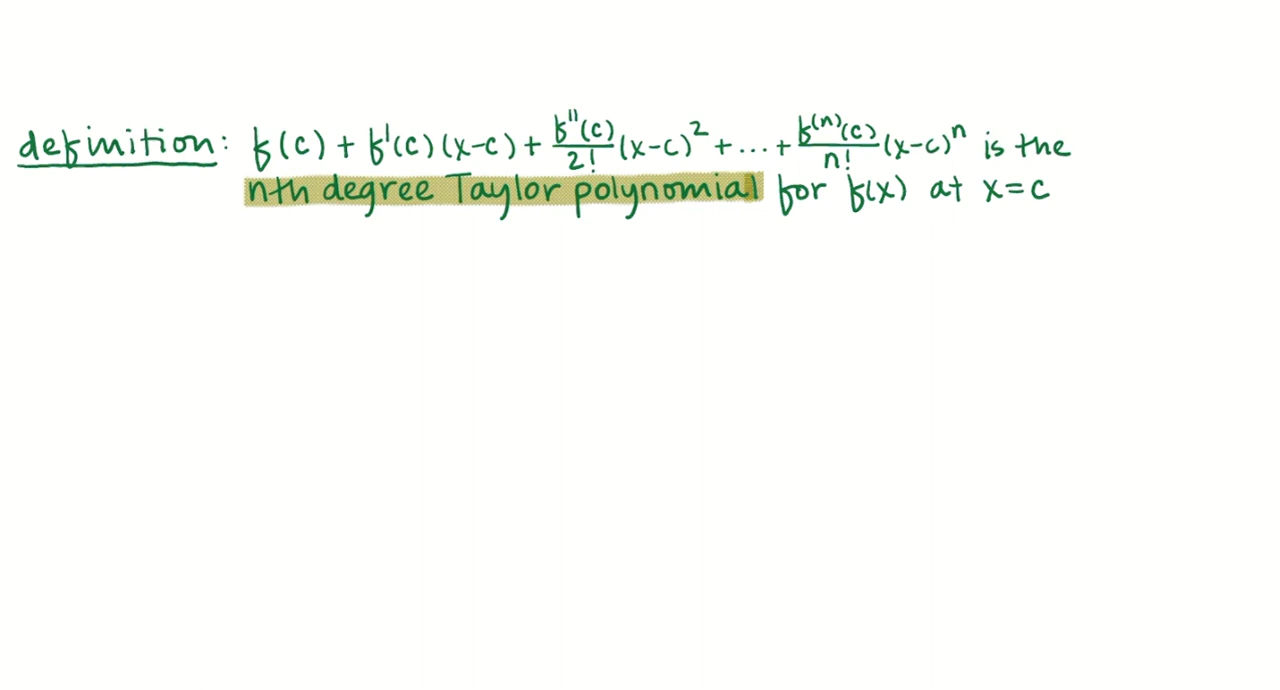 definition: f(c) + f'(c)(x-c) + f''(c)/2! (x-c)² + ... + f⁽ⁿ⁾(c)/n! (x-c)ⁿ is the
nth degree Taylor polynomial for f(x) at x=c